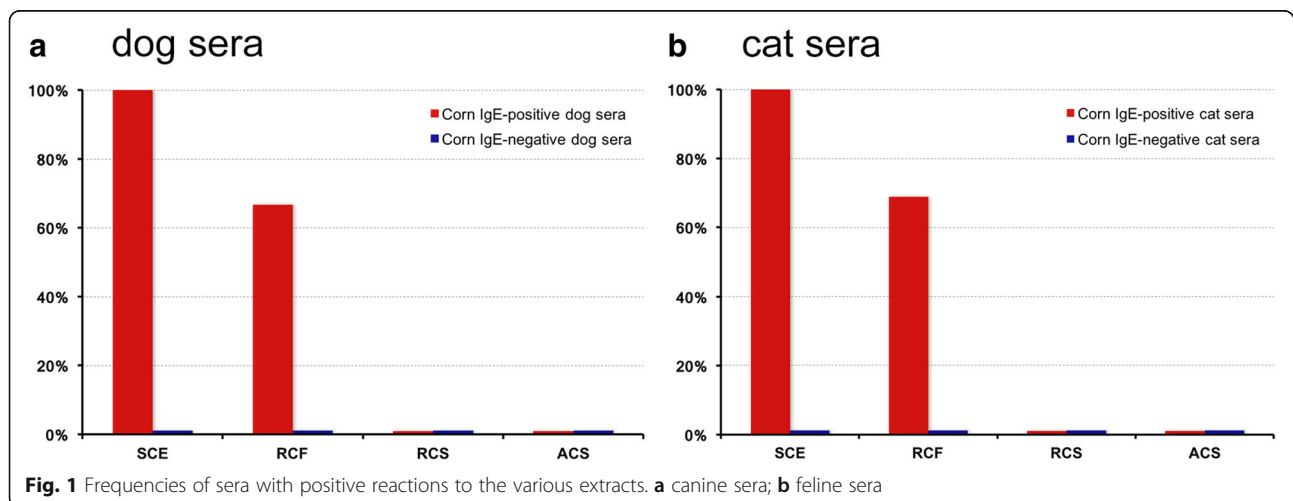 a dog sera
100%
80%
60%
40%
20%
0%
Corn IgE-positive dog sera
Corn IgE-negative dog sera
SCE RCF RCS ACS
b cat sera
100%
80%
60%
40%
20%
0%
Corn IgE-positive cat sera
Corn IgE-negative cat sera
SCE RCF RCS ACS
Fig. 1 Frequencies of sera with positive reactions to the various extracts. a canine sera; b feline sera